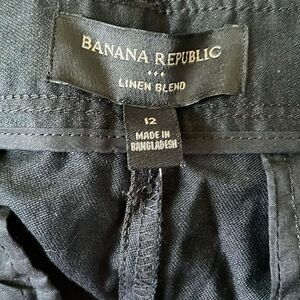 BANANA REPUBLIC
LINEN BLEND
12
MADE IN
BANGLADESH